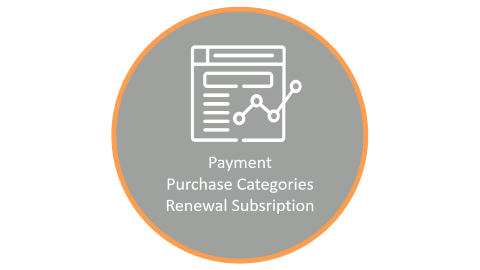 Payment
Purchase Categories
Renewal Subsription